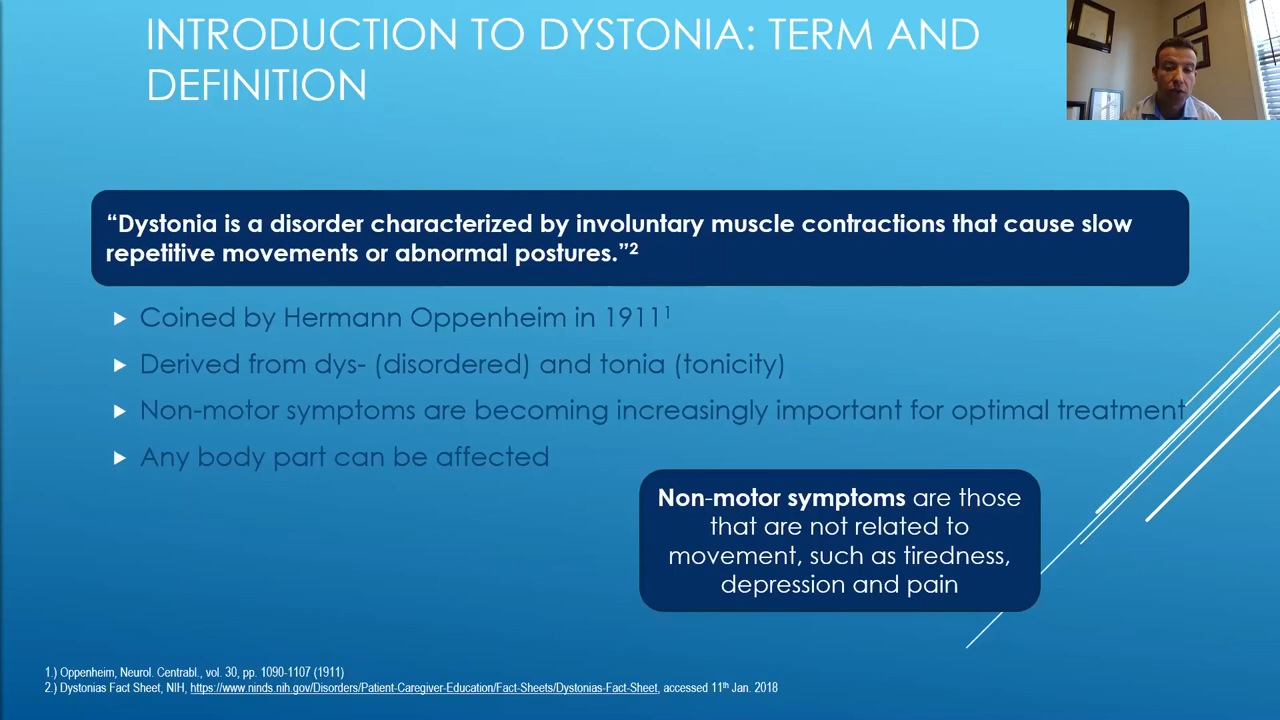 INTRODUCTION TO DYSTONIA: TERM AND
DEFINITION
“Dystonia is a disorder characterized by involuntary muscle contractions that cause slow
repetitive movements or abnormal postures.”²
Coined by Hermann Oppenheim in 1911¹
Derived from dys- (disordered) and tonia (tonicity)
Non-motor symptoms are becoming increasingly important for optimal treatment
Any body part can be affected
Non-motor symptoms are those
that are not related to
movement, such as tiredness,
depression and pain
1.) Oppenheim, Neurol. Centrabl., vol. 30, pp. 1090-1107 (1911)
2.) Dystonias Fact Sheet, NIH, https://www.ninds.nih.gov/Disorders/Patient-Caregiver-Education/Fact-Sheets/Dystonias-Fact-Sheet, accessed 11th Jan. 2018